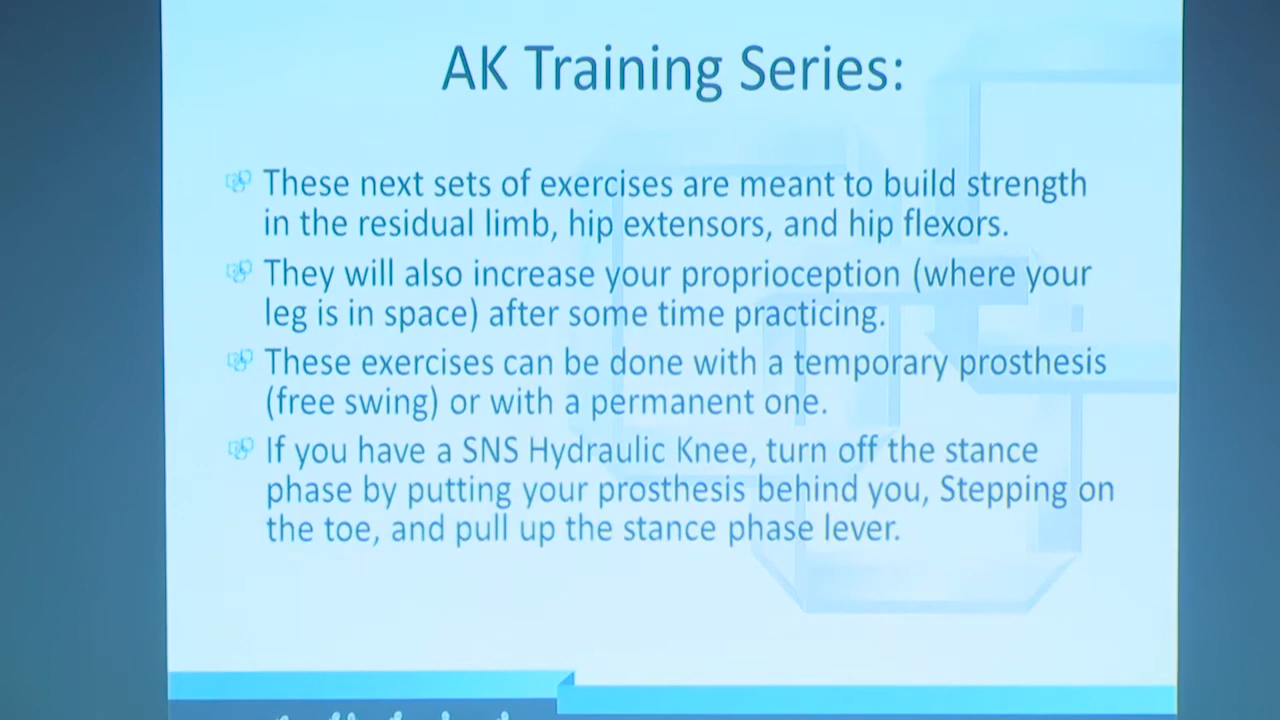 AK Training Series:
These next sets of exercises are meant to build strength
in the residual limb, hip extensors, and hip flexors.
They will also increase your proprioception (where your
leg is in space) after some time practicing.
These exercises can be done with a temporary prosthesis
(free swing) or with a permanent one.
If you have a SNS Hydraulic Knee, turn off the stance
phase by putting your prosthesis behind you, Stepping on
the toe, and pull up the stance phase lever.